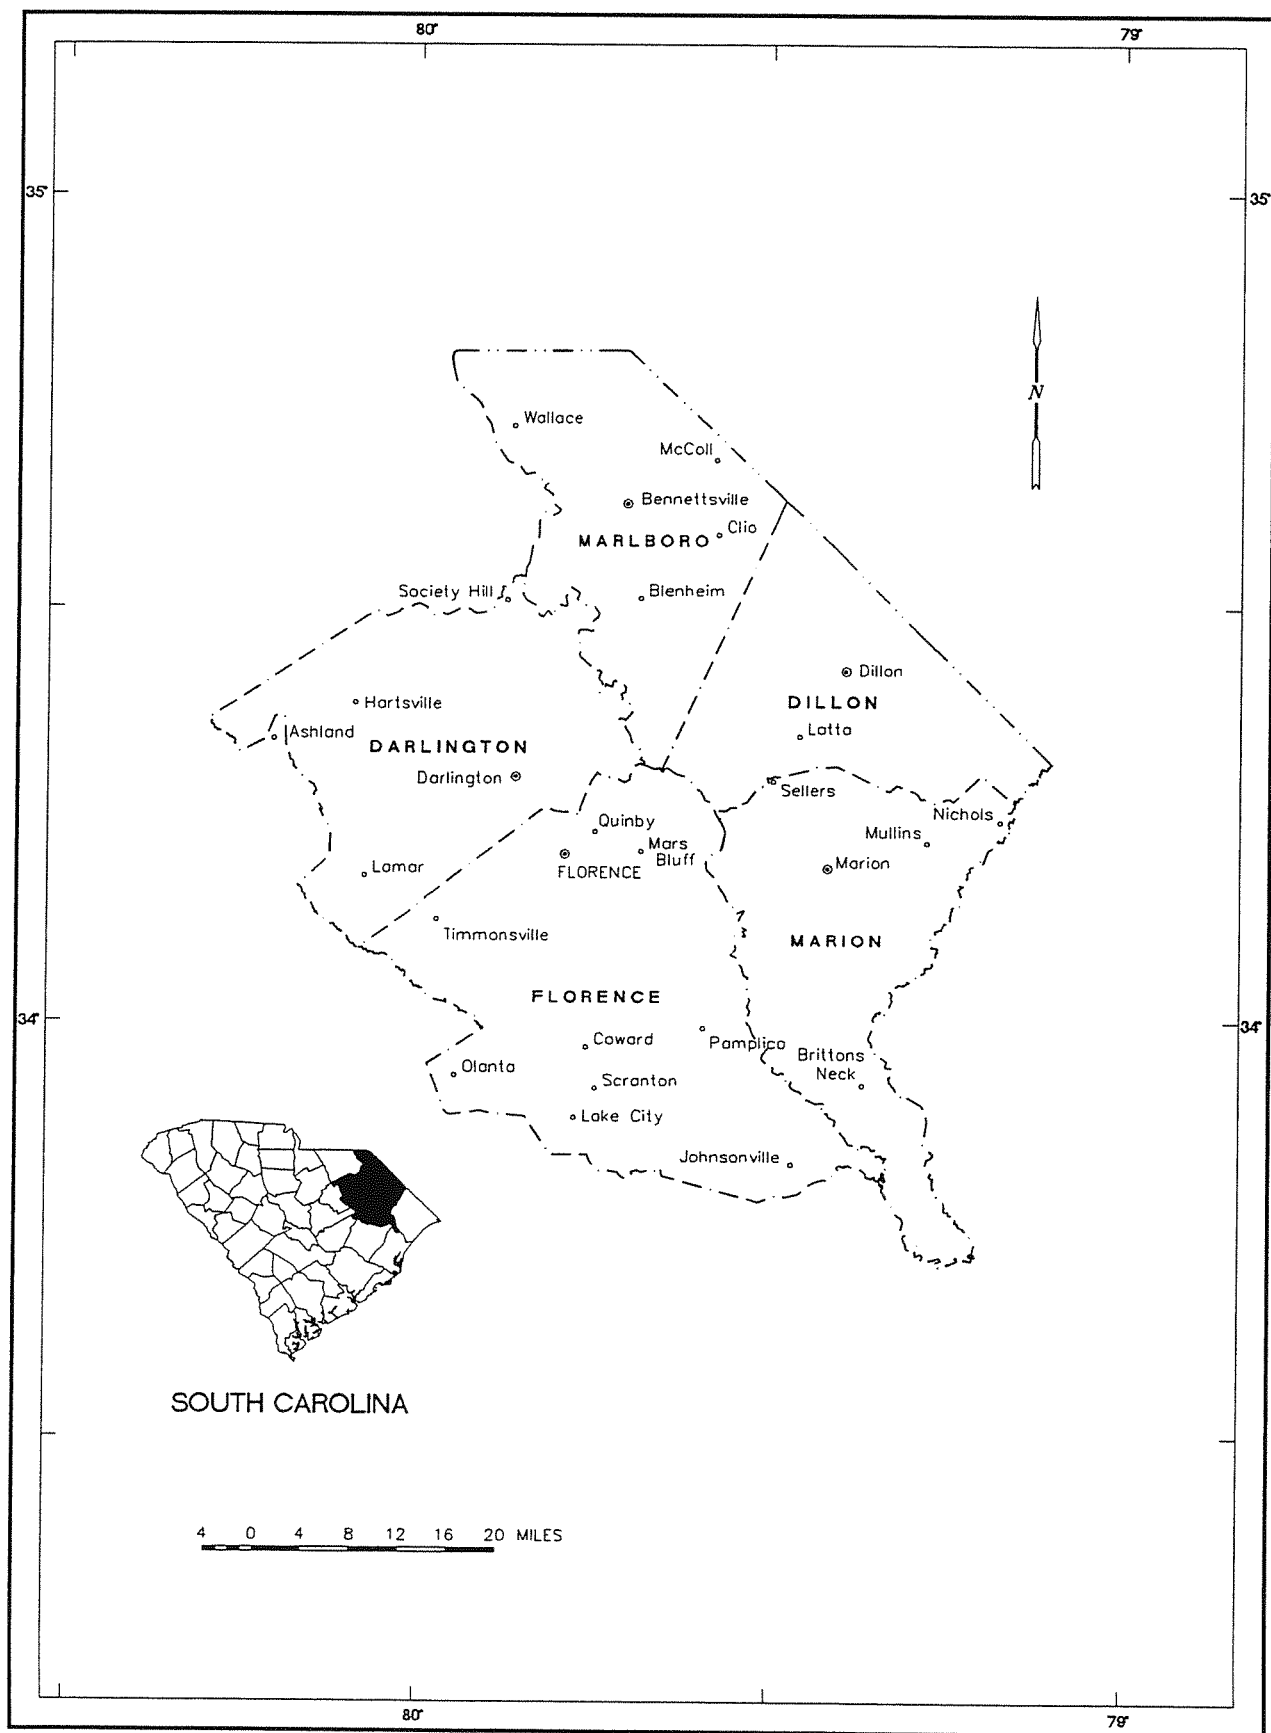 80°
79°
35°
35°
N
Wallace
McColl
Bennettsville
Clio
MARLBORO
Society Hill
Blenheim
Dillon
DILLON
Hartsville
Ashland
Latta
DARLINGTON
Darlington
Sellers
Nichols
Quinby
Mullins
Mars
Bluff
Marion
Lamar
FLORENCE
Timmonsville
MARION
FLORENCE
34°
34°
Coward
Pamplico
Brittons
Neck
Olanta
Scranton
Lake City
Johnsonville
SOUTH CAROLINA
4 0 4 8 12 16 20 MILES
80°
79°